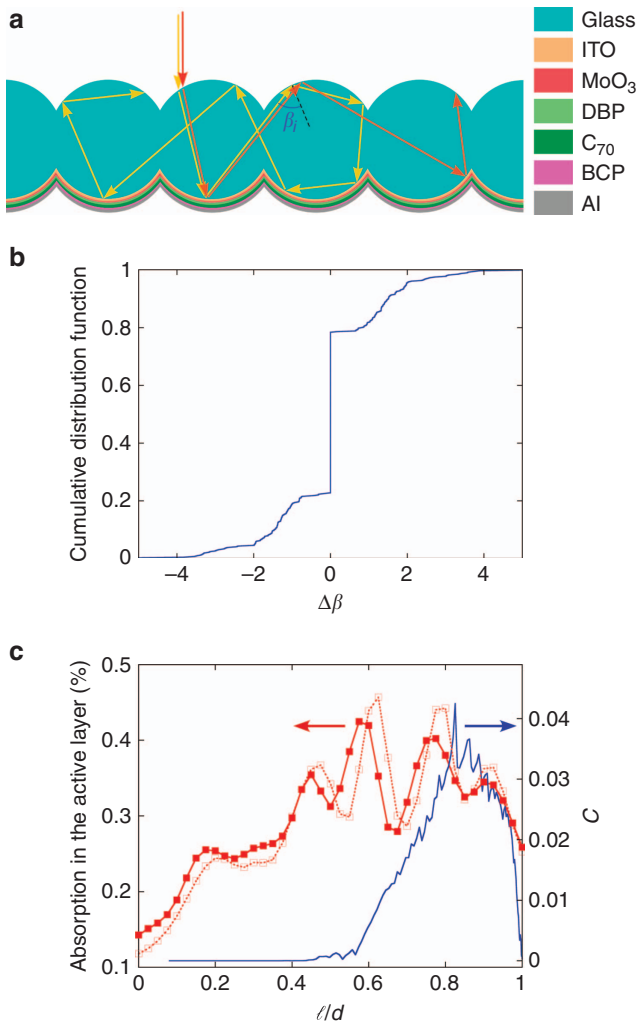 a
Glass
ITO
MoO₃
DBP
C₇₀
BCP
Al
βᵢ
b
Cumulative distribution function
1
0.8
0.6
0.4
0.2
0
−4
−2
0
2
4
Δβ
c
Absorption in the active layer (%)
0.5
0.4
0.3
0.2
0.1
0
0.2
0.4
0.6
0.8
1
ℓ/d
0.04
0.03
0.02
0.01
0
C